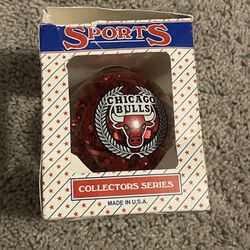 SPORTS
CHICAGO
BULLS
COLLECTORS SERIES
MADE IN U.S.A.